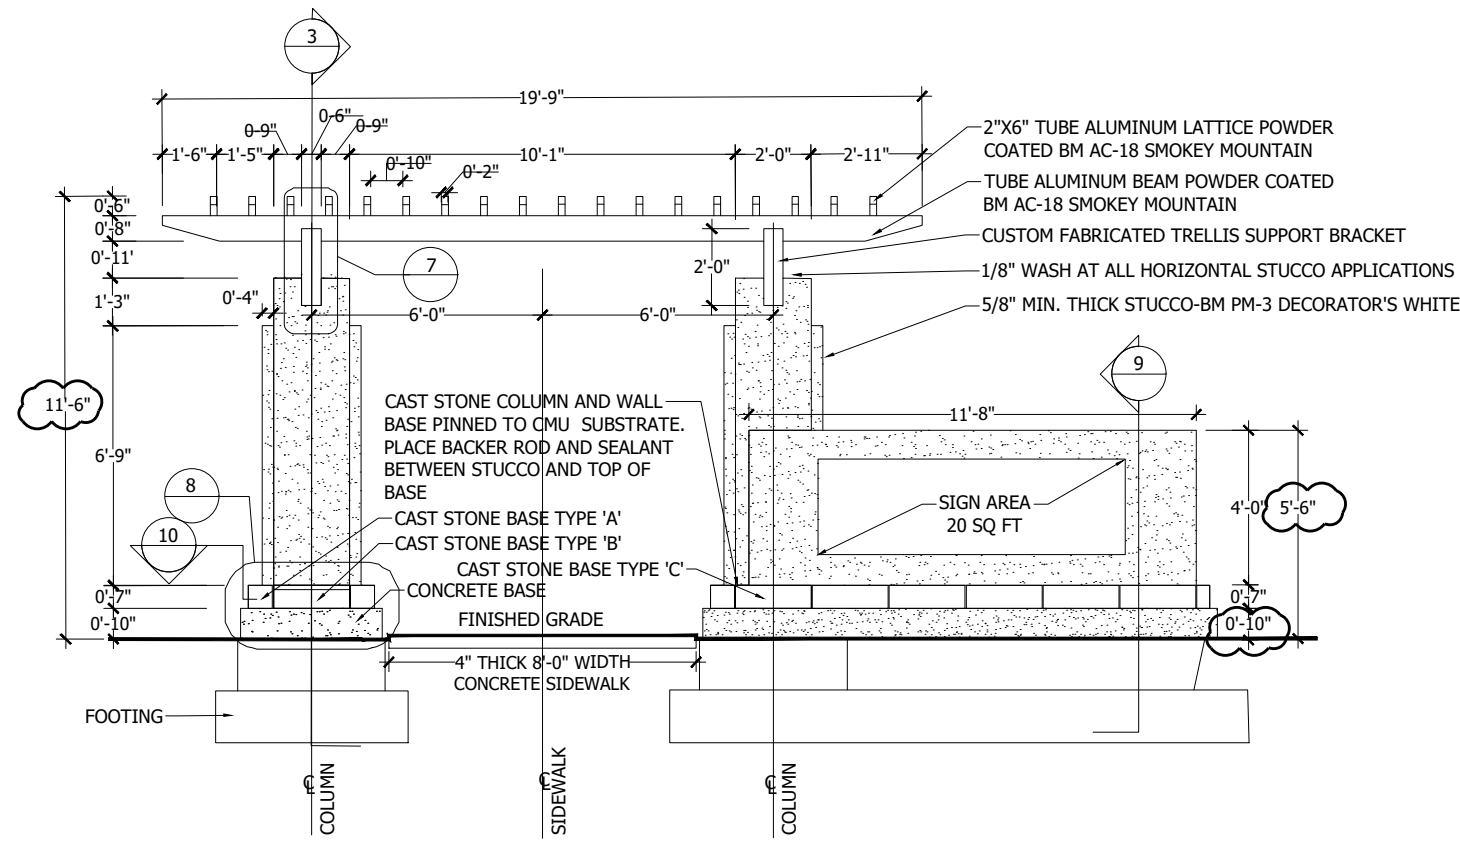 3
19'-9"
0-6"
0-9"
0-9"
1'-6"
1'-5"
0'-10"
0'-2"
10'-1"
2'-0"
2'-11"
2"X6" TUBE ALUMINUM LATTICE POWDER
COATED BM AC-18 SMOKEY MOUNTAIN
TUBE ALUMINUM BEAM POWDER COATED
BM AC-18 SMOKEY MOUNTAIN
CUSTOM FABRICATED TRELLIS SUPPORT BRACKET
1/8" WASH AT ALL HORIZONTAL STUCCO APPLICATIONS
5/8" MIN. THICK STUCCO-BM PM-3 DECORATOR'S WHITE
0'-6"
0'-8"
0'-11'
1'-3"
0'-4"
7
2'-0"
6'-0"
6'-0"
9
11'-6"
6'-9"
CAST STONE COLUMN AND WALL
BASE PINNED TO CMU SUBSTRATE.
PLACE BACKER ROD AND SEALANT
BETWEEN STUCCO AND TOP OF
BASE
11'-8"
8
10
CAST STONE BASE TYPE 'A'
CAST STONE BASE TYPE 'B'
CAST STONE BASE TYPE 'C'
CONCRETE BASE
FINISHED GRADE
SIGN AREA
20 SQ FT
4'-0"
5'-6"
0'-7"
0'-10"
0'-7"
0'-10"
4" THICK 8'-0" WIDTH
CONCRETE SIDEWALK
FOOTING
CL
COLUMN
CL
SIDEWALK
CL
COLUMN